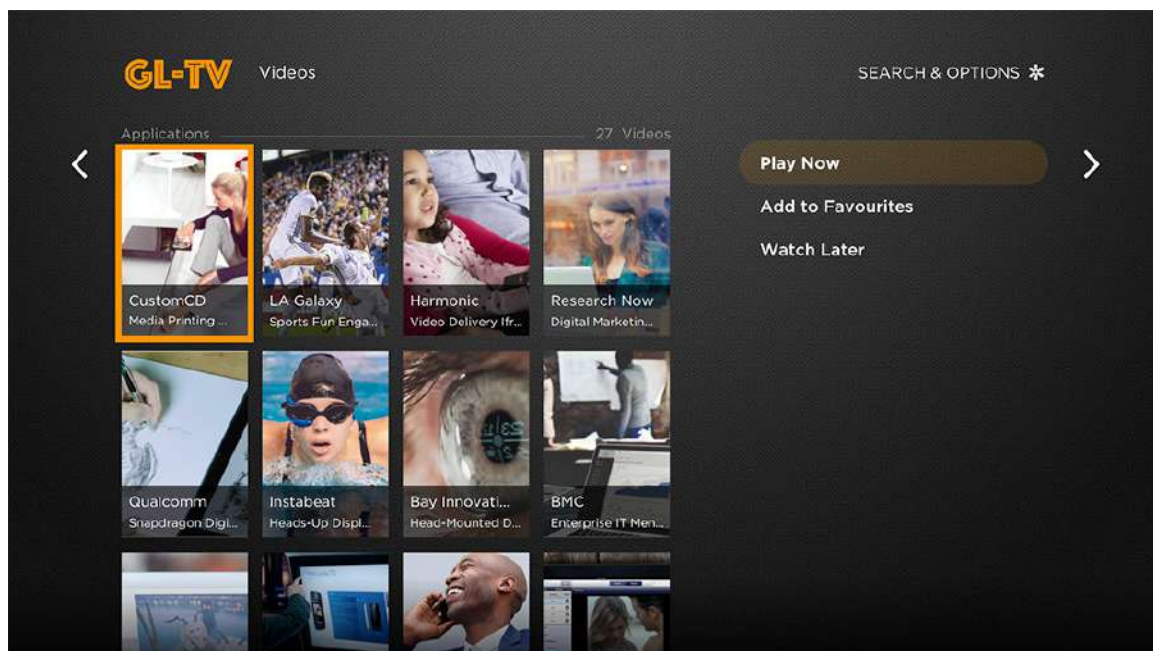 GL-TV Videos SEARCH & OPTIONS *
Applications 27 Videos
Play Now
Add to Favourites
Watch Later
CustomCD
Media Printing ...
LA Galaxy
Sports Fun Enga...
Harmonic
Video Delivery Ifr...
Research Now
Digital Marketin...
Qualcomm
Snapdragon Digi...
Instabeat
Heads-Up Displ...
Bay Innovati...
Head-Mounted D...
BMC
Enterprise IT Men...